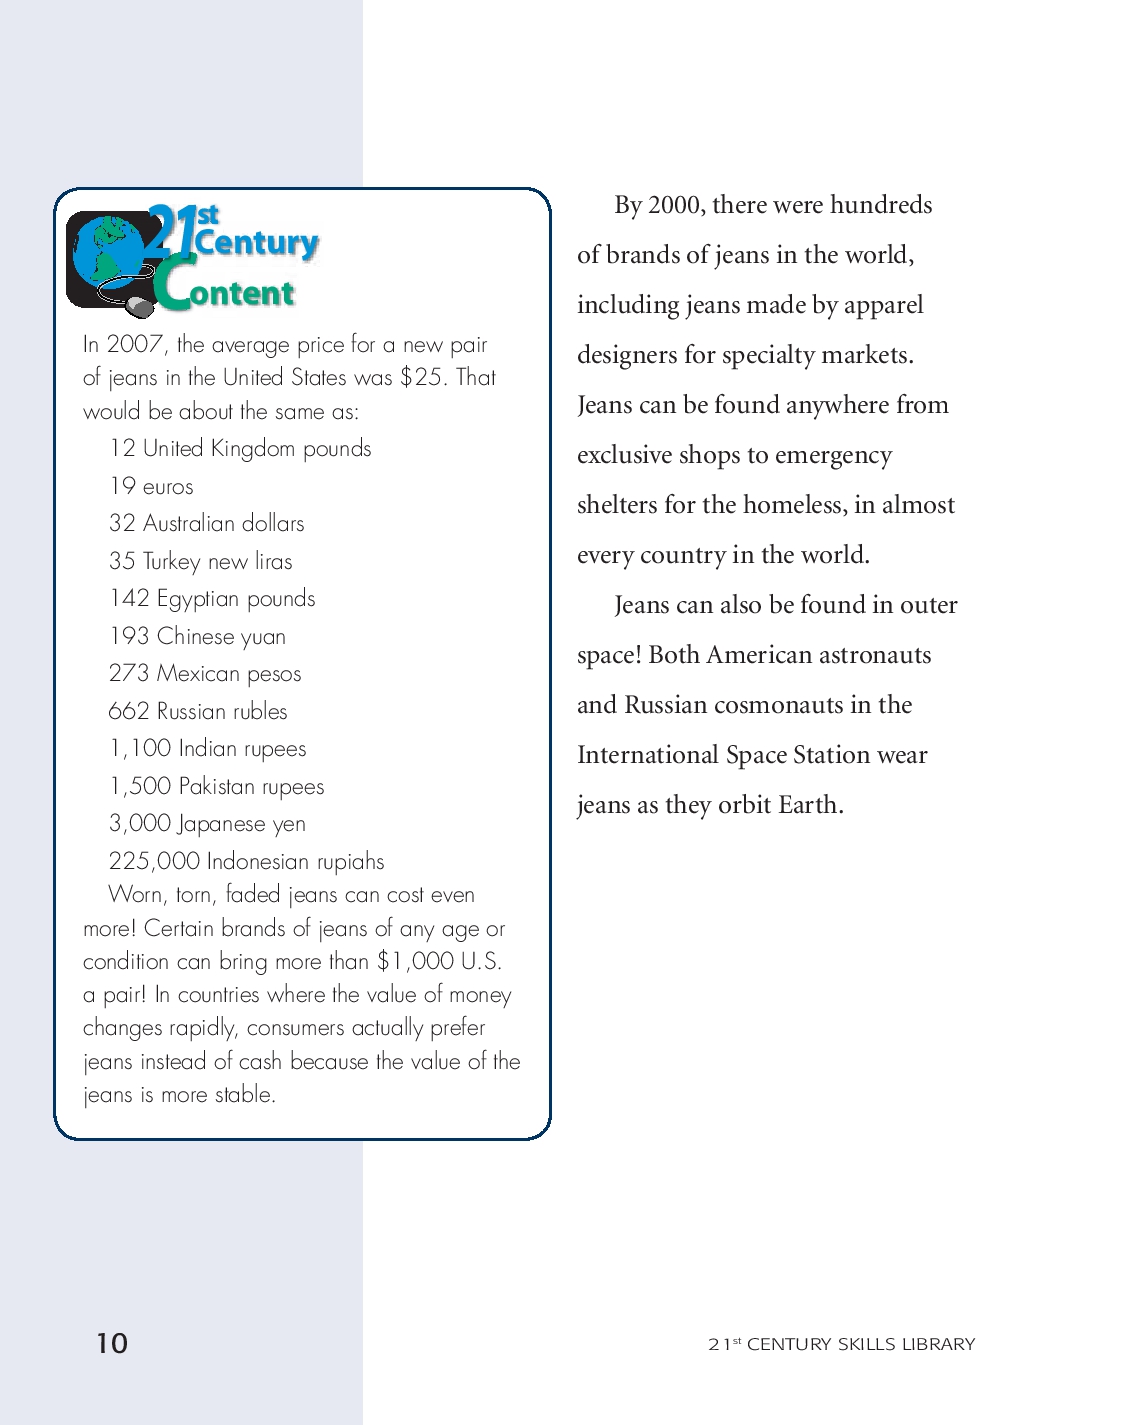 21st
Century
Content
In 2007, the average price for a new pair
of jeans in the United States was $25. That
would be about the same as:
12 United Kingdom pounds
19 euros
32 Australian dollars
35 Turkey new liras
142 Egyptian pounds
193 Chinese yuan
273 Mexican pesos
662 Russian rubles
1,100 Indian rupees
1,500 Pakistan rupees
3,000 Japanese yen
225,000 Indonesian rupiahs
Worn, torn, faded jeans can cost even
more! Certain brands of jeans of any age or
condition can bring more than $1,000 U.S.
a pair! In countries where the value of money
changes rapidly, consumers actually prefer
jeans instead of cash because the value of the
jeans is more stable.
By 2000, there were hundreds
of brands of jeans in the world,
including jeans made by apparel
designers for specialty markets.
Jeans can be found anywhere from
exclusive shops to emergency
shelters for the homeless, in almost
every country in the world.
Jeans can also be found in outer
space! Both American astronauts
and Russian cosmonauts in the
International Space Station wear
jeans as they orbit Earth.
10
21st CENTURY SKILLS LIBRARY